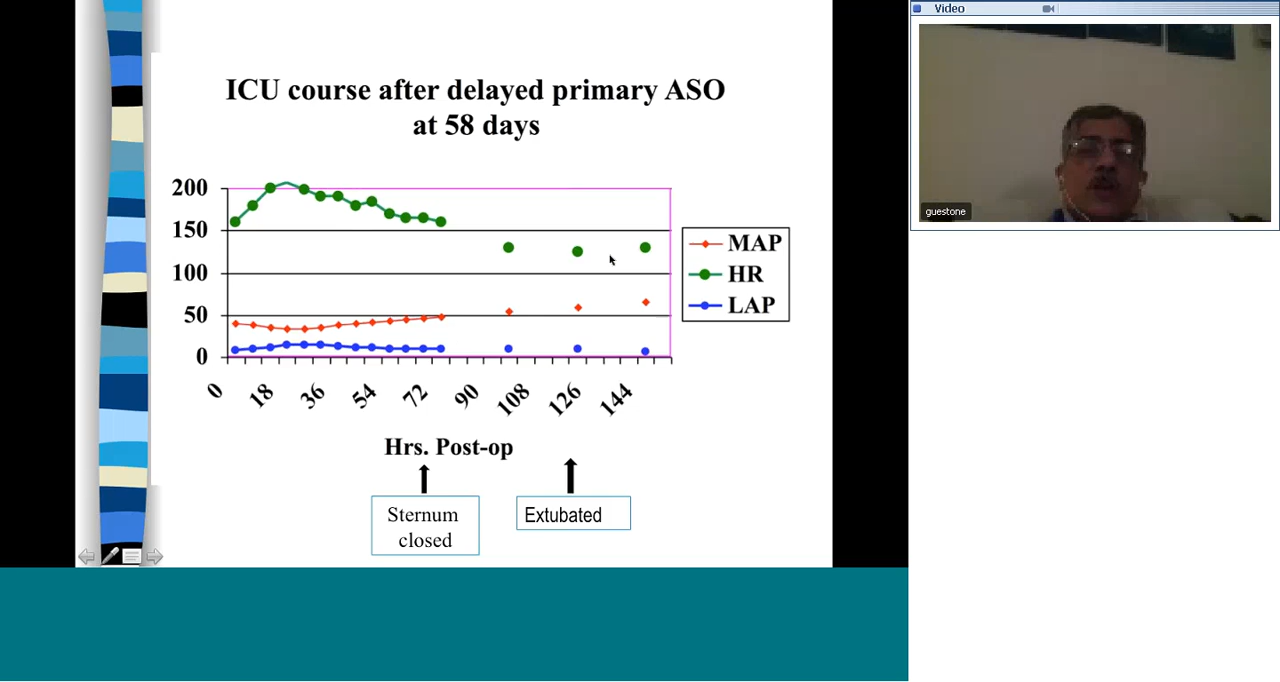 Video
guestone
ICU course after delayed primary ASO
at 58 days
200
150
100
50
0
MAP
HR
LAP
0
18
36
54
72
90
108
126
144
Hrs. Post-op
Sternum
closed
Extubated